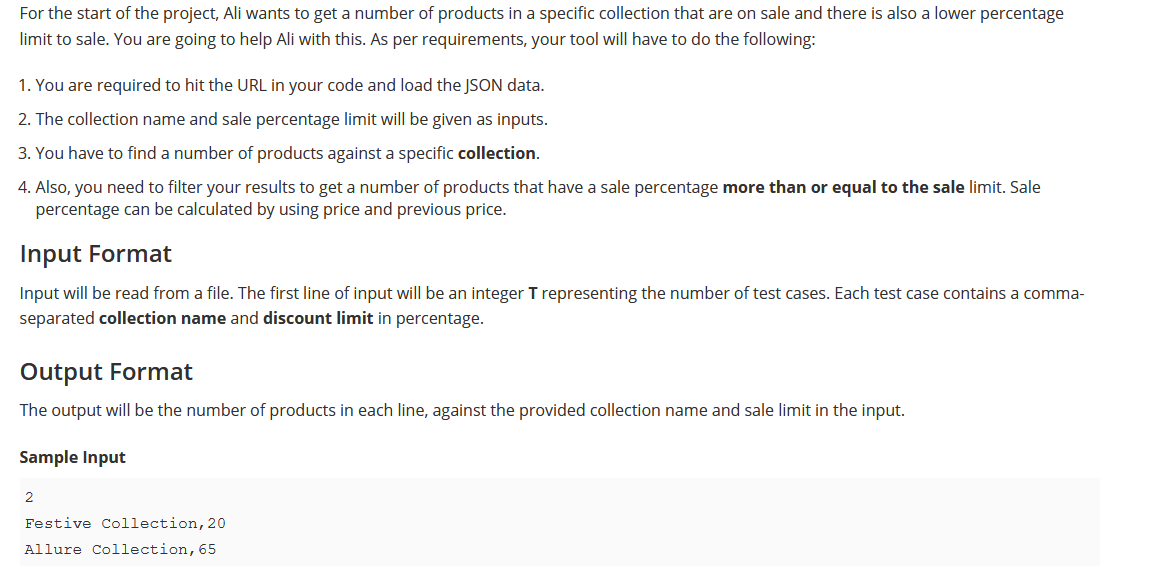 For the start of the project, Ali wants to get a number of products in a specific collection that are on sale and there is also a lower percentage
limit to sale. You are going to help Ali with this. As per requirements, your tool will have to do the following:
1. You are required to hit the URL in your code and load the JSON data.
2. The collection name and sale percentage limit will be given as inputs.
3. You have to find a number of products against a specific collection.
4. Also, you need to filter your results to get a number of products that have a sale percentage more than or equal to the sale limit. Sale
percentage can be calculated by using price and previous price.
Input Format
Input will be read from a file. The first line of input will be an integer T representing the number of test cases. Each test case contains a comma-
separated collection name and discount limit in percentage.
Output Format
The output will be the number of products in each line, against the provided collection name and sale limit in the input.
Sample Input
2
Festive Collection,20
Allure Collection,65